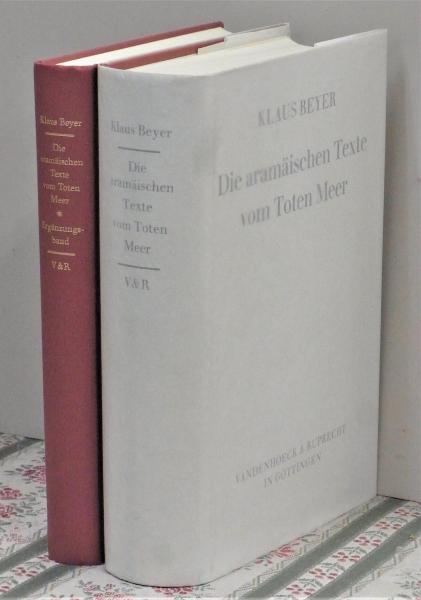 Klaus Beyer
Die
aramäischen
Texte
vom Toten
Meer
*
Ergänzungs-
band
V&R
Klaus Beyer
Die
aramäischen
Texte
vom Toten
Meer
V&R
KLAUS BEYER
Die aramäischen Texte
vom Toten Meer
VANDENHOECK & RUPRECHT
IN GÖTTINGEN